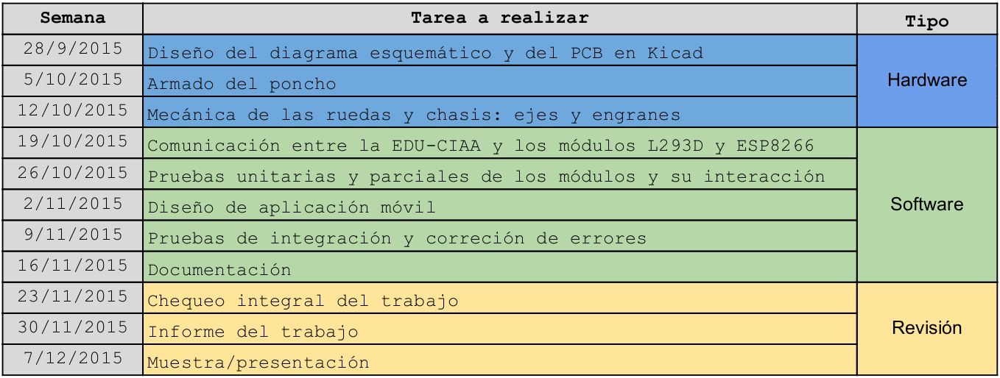 Semana Tarea a realizar Tipo
28/9/2015 Diseño del diagrama esquemático y del PCB en Kicad
5/10/2015 Armado del poncho Hardware
12/10/2015 Mecánica de las ruedas y chasis: ejes y engranes
19/10/2015 Comunicación entre la EDU-CIAA y los módulos L293D y ESP8266
26/10/2015 Pruebas unitarias y parciales de los módulos y su interacción
2/11/2015 Diseño de aplicación móvil Software
9/11/2015 Pruebas de integración y correción de errores
16/11/2015 Documentación
23/11/2015 Chequeo integral del trabajo
30/11/2015 Informe del trabajo Revisión
7/12/2015 Muestra/presentación